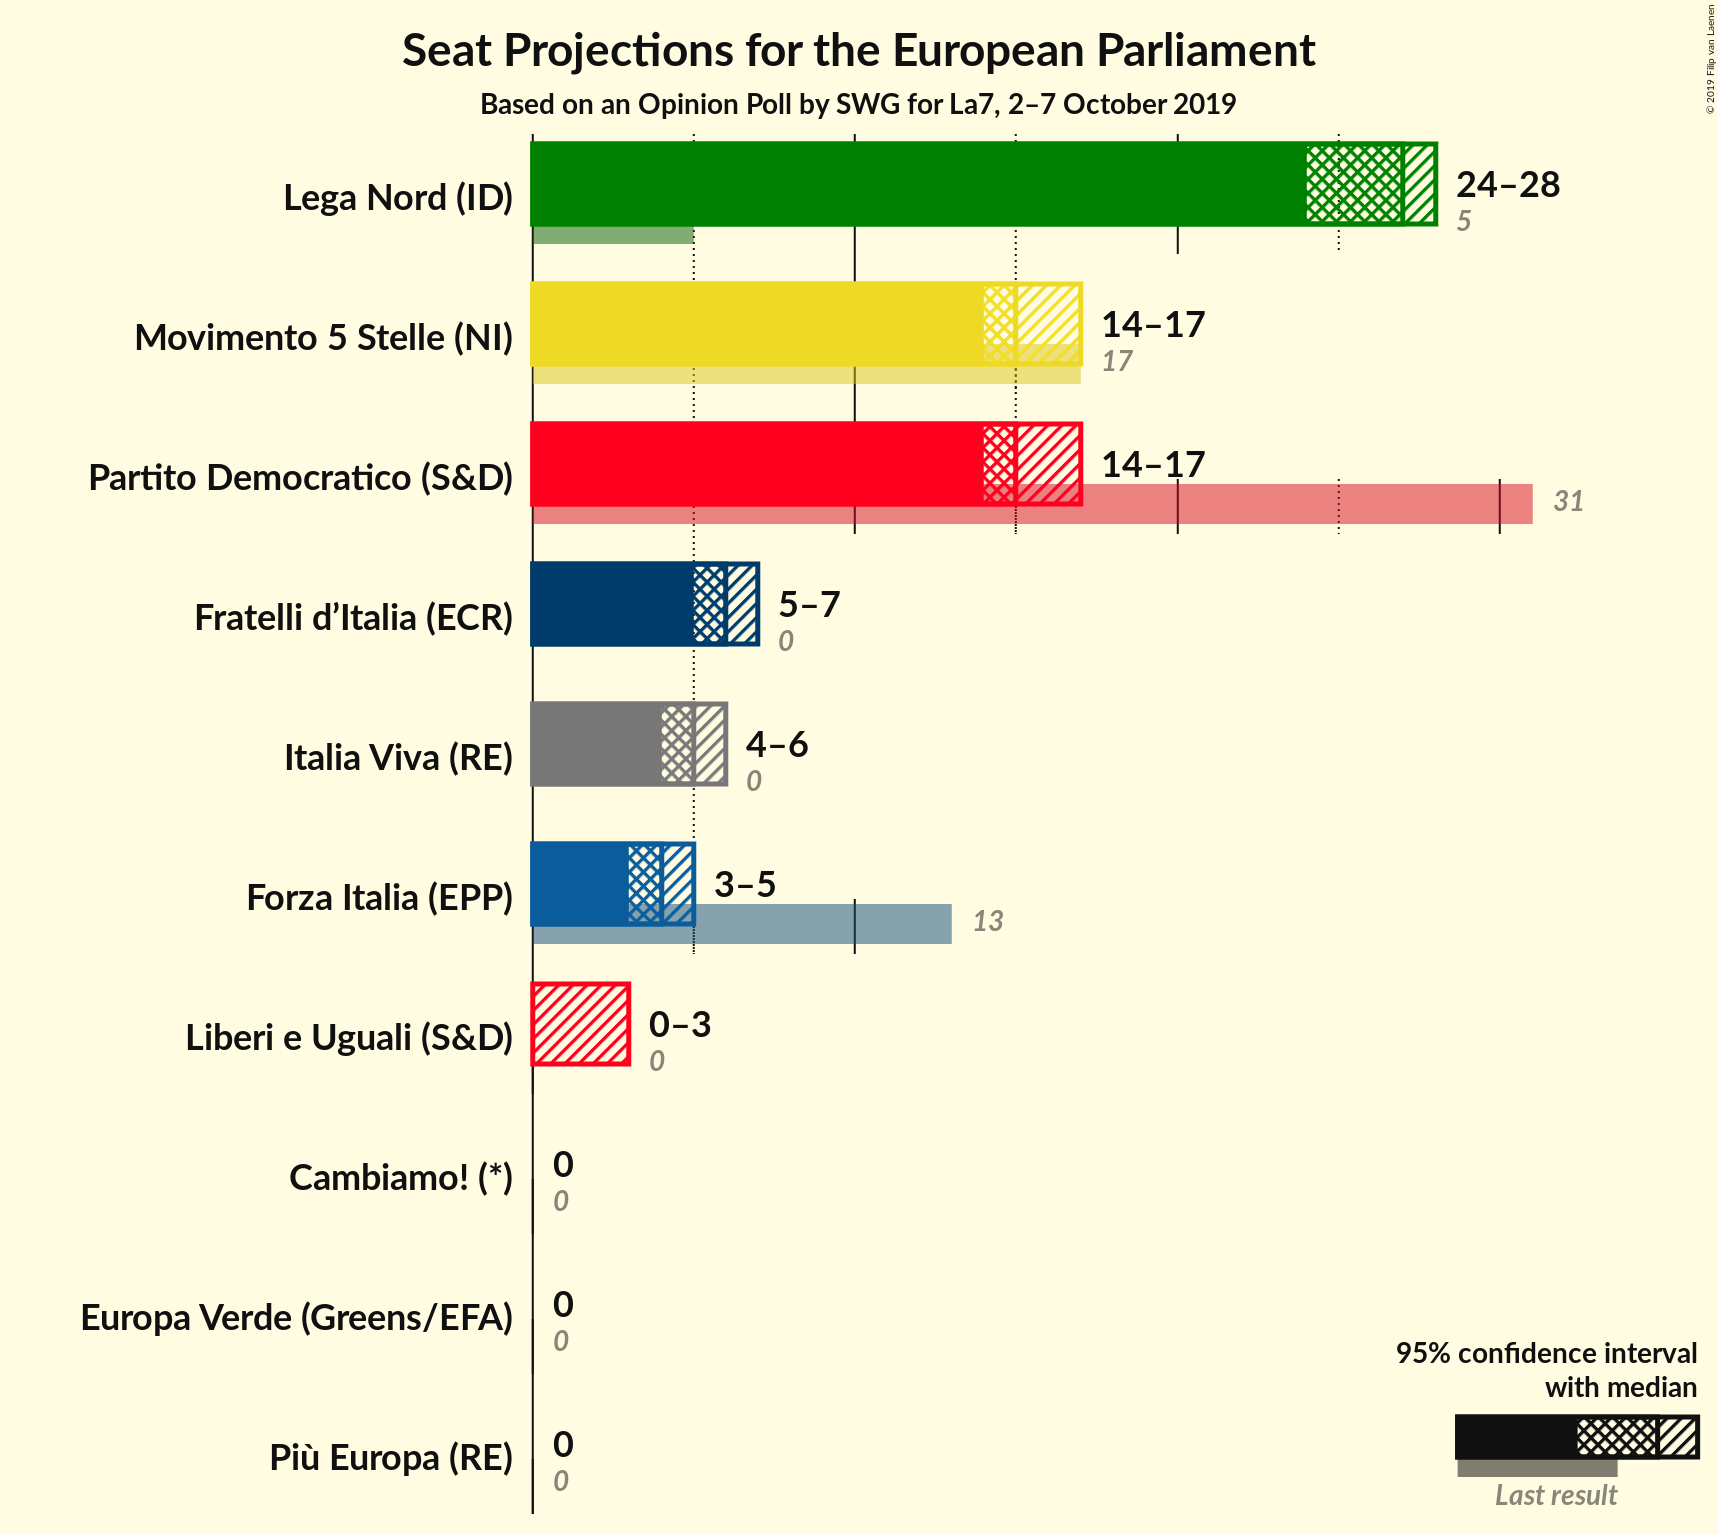 Seat Projections for the European Parliament
Based on an Opinion Poll by SWG for La7, 2–7 October 2019
© 2019 Filip van Laenen
Lega Nord (ID)
24–28
5
Movimento 5 Stelle (NI)
14–17
17
Partito Democratico (S&D)
14–17
31
Fratelli d’Italia (ECR)
5–7
0
Italia Viva (RE)
4–6
0
Forza Italia (EPP)
3–5
13
Liberi e Uguali (S&D)
0–3
0
Cambiamo! (*)
0
0
Europa Verde (Greens/EFA)
0
0
Più Europa (RE)
0
0
95% confidence interval
with median
Last result